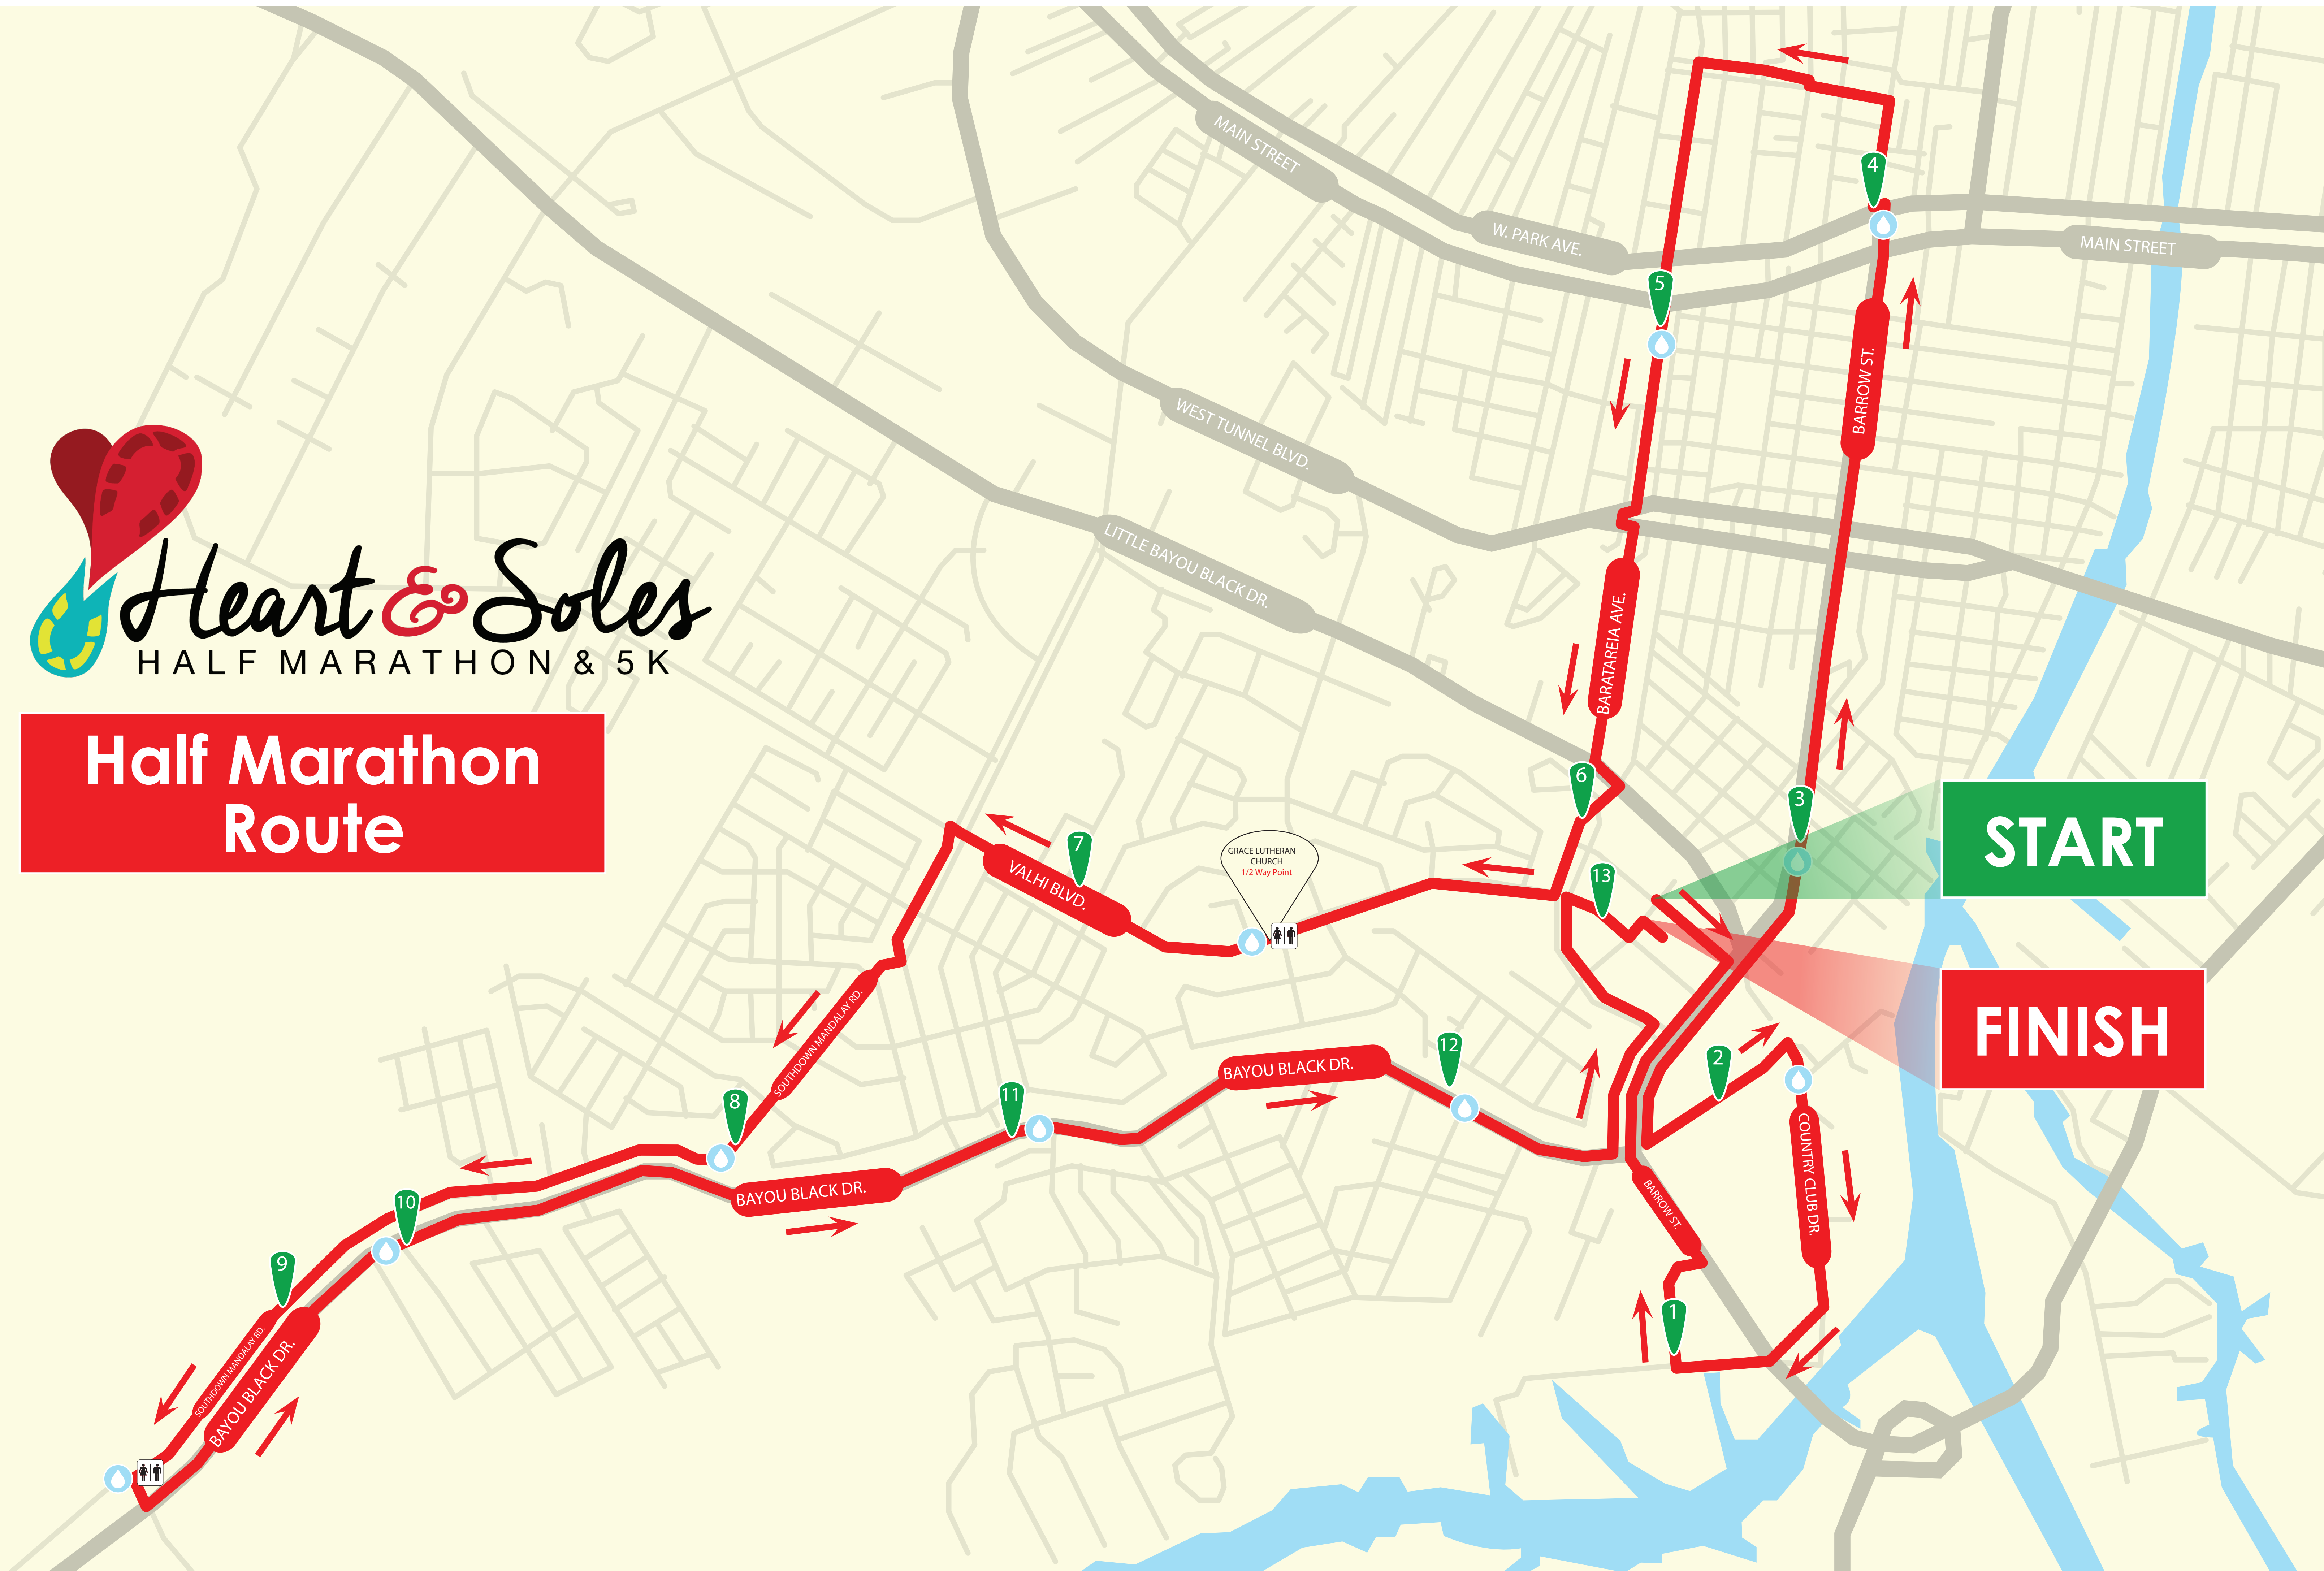 MAIN STREET
W. PARK AVE.
MAIN STREET
4
5
BARROW ST.
WEST TUNNEL BLVD.
LITTLE BAYOU BLACK DR.
BARATAREIA AVE.
Heart & Soles
HALF MARATHON & 5K
Half Marathon
Route
6
3
START
7
GRACE LUTHERAN
CHURCH
1/2 Way Point
VALHI BLVD.
13
FINISH
SOUTHDOWN MANDALAY RD.
12
2
BAYOU BLACK DR.
11
8
COUNTRY CLUB DR.
BAYOU BLACK DR.
BARROW ST.
10
9
1
SOUTHDOWN MANDALAY RD.
BAYOU BLACK DR.